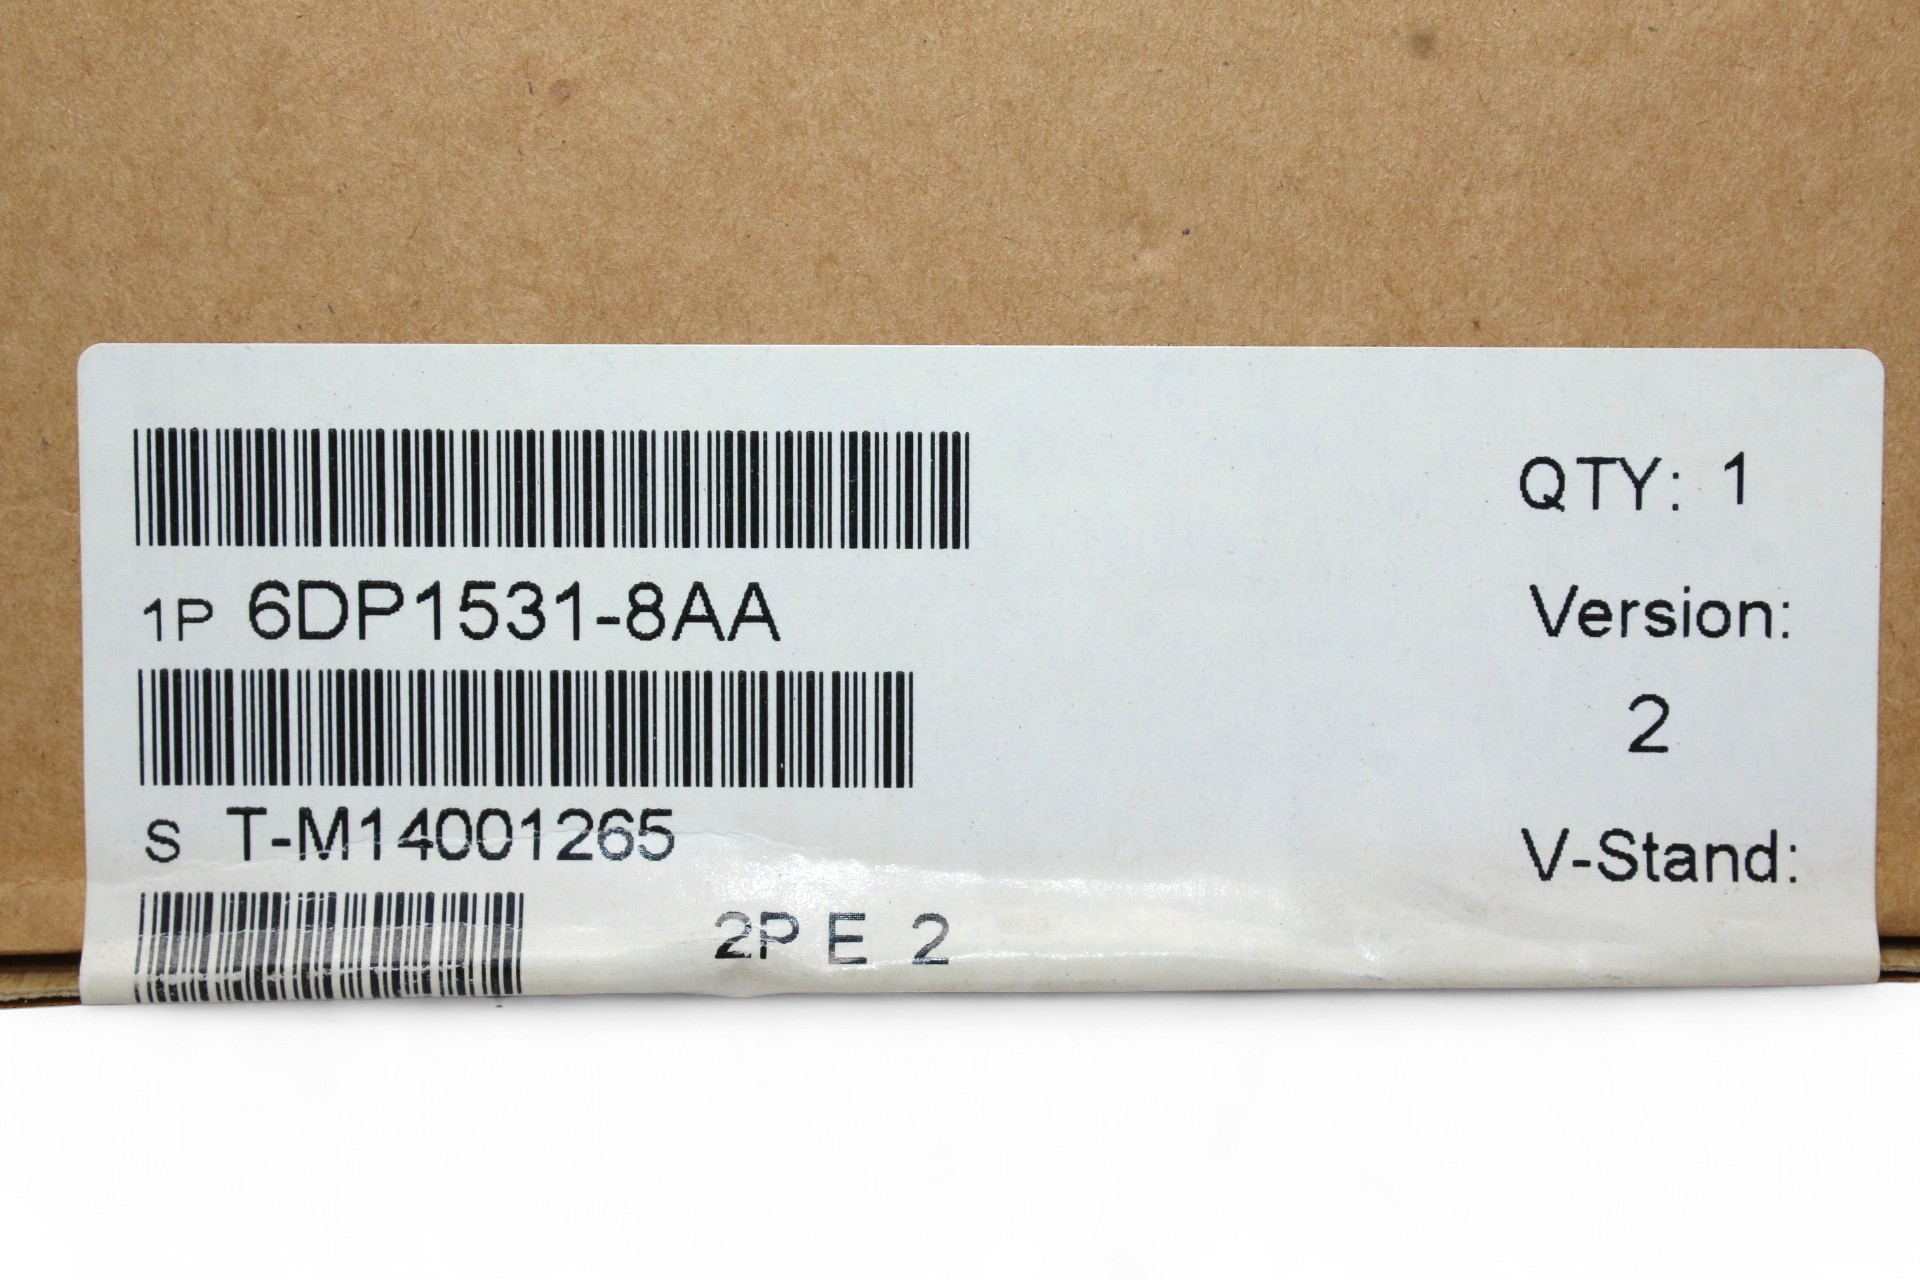 QTY: 1
1P 6DP1531-8AA
Version:
2
S T-M14001265
V-Stand:
2P E 2